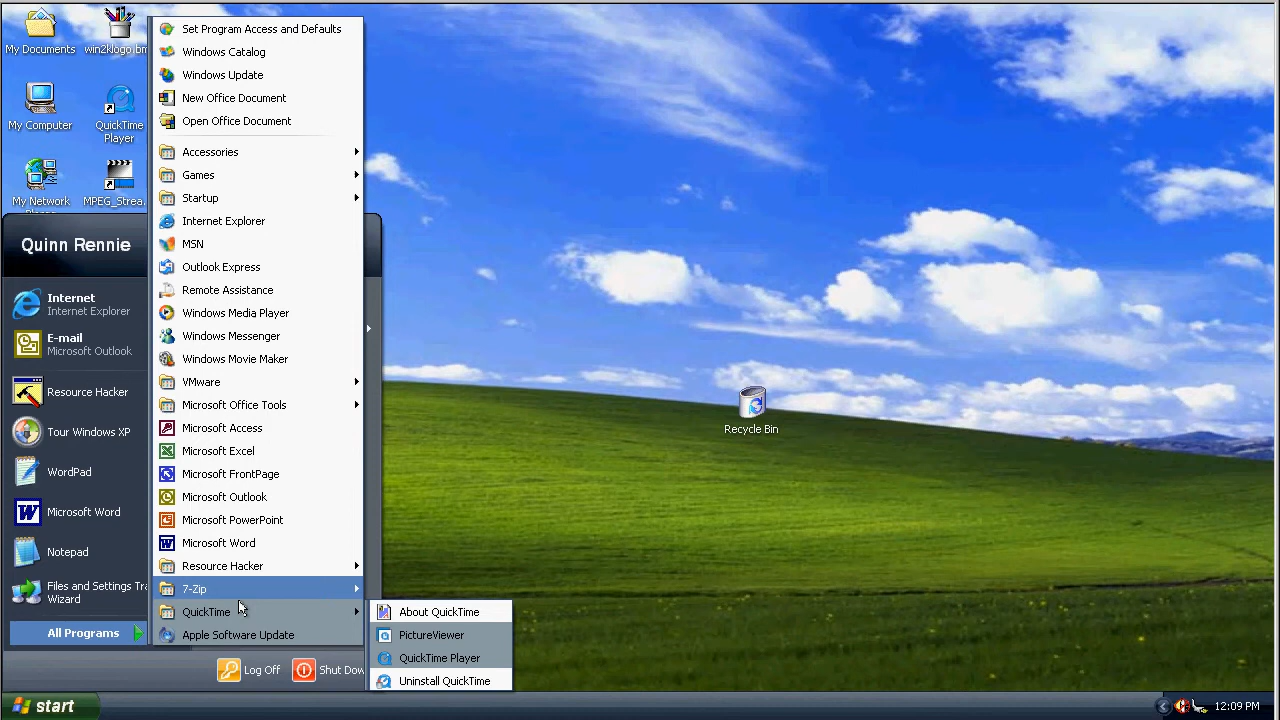 My Documents
win2klogo.bm
My Computer
QuickTime
Player
My Network
MPEG_Strea...
Set Program Access and Defaults
Windows Catalog
Windows Update
New Office Document
Open Office Document
Accessories
Games
Startup
Internet Explorer
MSN
Outlook Express
Remote Assistance
Windows Media Player
Windows Messenger
Windows Movie Maker
VMware
Microsoft Office Tools
Microsoft Access
Microsoft Excel
Microsoft FrontPage
Microsoft Outlook
Microsoft PowerPoint
Microsoft Word
Resource Hacker
7-Zip
QuickTime
Apple Software Update
About QuickTime
PictureViewer
QuickTime Player
Uninstall QuickTime
Quinn Rennie
Internet
Internet Explorer
E-mail
Microsoft Outlook
Resource Hacker
Tour Windows XP
WordPad
Microsoft Word
Notepad
Files and Settings Tra
Wizard
All Programs
Log Off
Shut Dow
Recycle Bin
start
12:09 PM